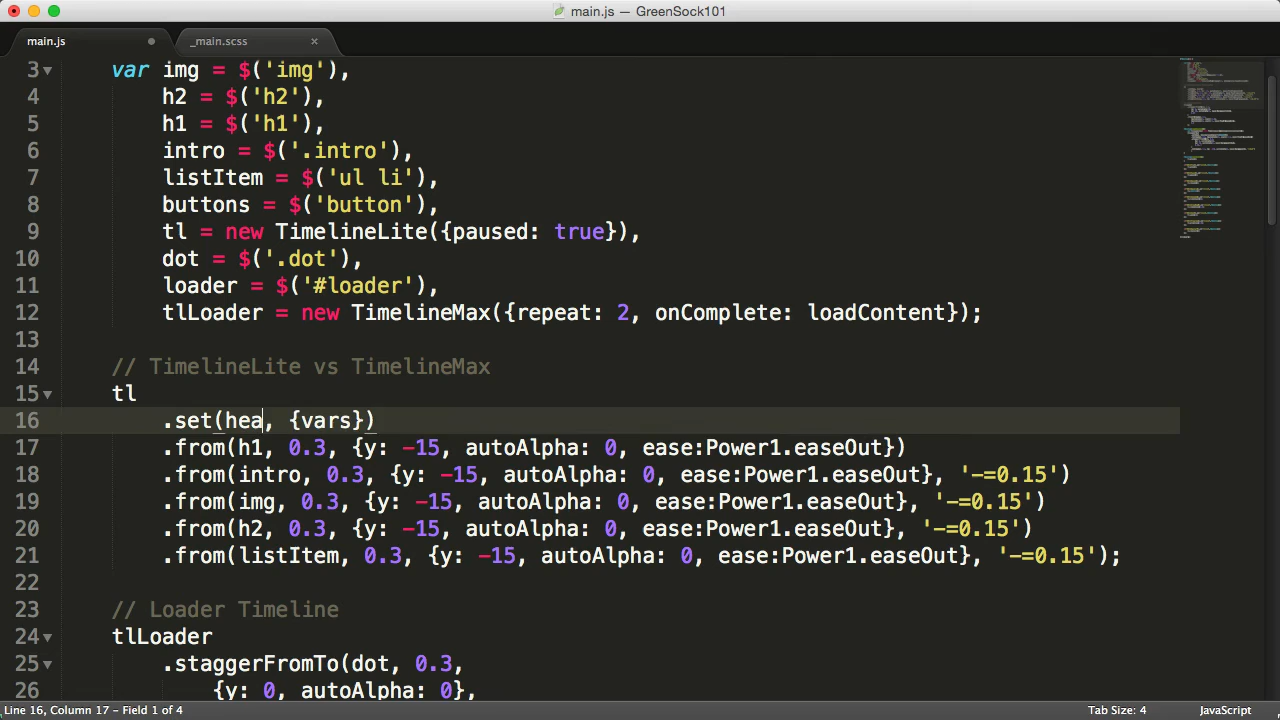 main.js — GreenSock101
main.js
_main.scss ×
3 var img = $('img'),
4 h2 = $('h2'),
5 h1 = $('h1'),
6 intro = $('.intro'),
7 listItem = $('ul li'),
8 buttons = $('button'),
9 tl = new TimelineLite({paused: true}),
10 dot = $('.dot'),
11 loader = $('#loader'),
12 tlLoader = new TimelineMax({repeat: 2, onComplete: loadContent});
13
14 // TimelineLite vs TimelineMax
15 tl
16 .set(hea, {vars})
17 .from(h1, 0.3, {y: -15, autoAlpha: 0, ease:Power1.easeOut})
18 .from(intro, 0.3, {y: -15, autoAlpha: 0, ease:Power1.easeOut}, '-=0.15')
19 .from(img, 0.3, {y: -15, autoAlpha: 0, ease:Power1.easeOut}, '-=0.15')
20 .from(h2, 0.3, {y: -15, autoAlpha: 0, ease:Power1.easeOut}, '-=0.15')
21 .from(listItem, 0.3, {y: -15, autoAlpha: 0, ease:Power1.easeOut}, '-=0.15');
22
23 // Loader Timeline
24 tlLoader
25 .staggerFromTo(dot, 0.3,
26 {y: 0, autoAlpha: 0},
Line 16, Column 17 – Field 1 of 4
Tab Size: 4
JavaScript